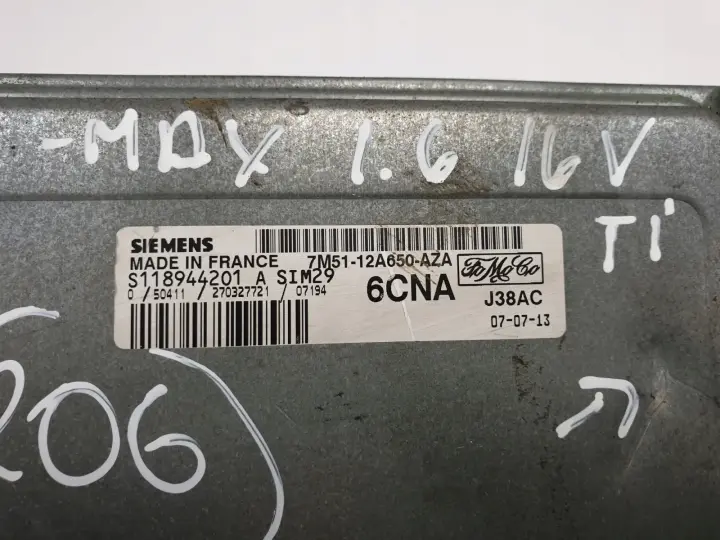 -MAX 1.6 16V
Ti
SIEMENS
MADE IN FRANCE 7M51-12A650-AZA
S118944201 A SIM29
FoMoCo
0 / 50411 / 270327721 / 07194
6CNA
J38AC
07-07-13
206)